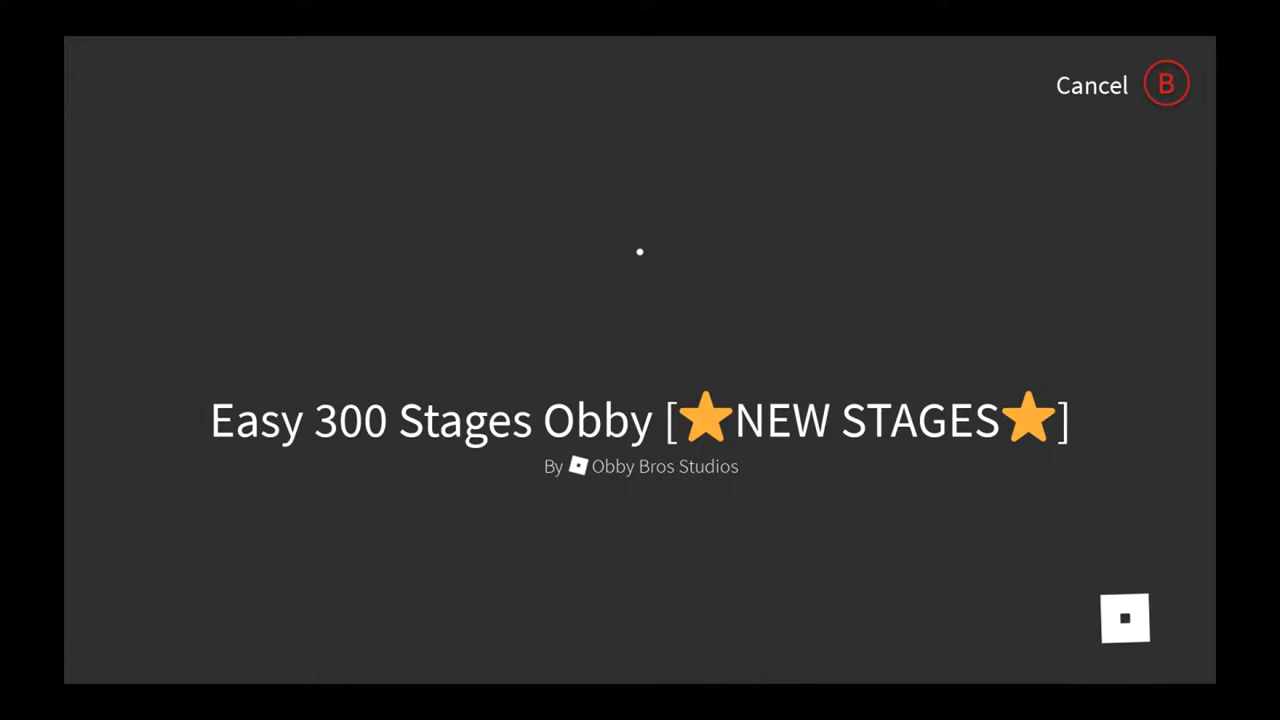 Cancel B
Easy 300 Stages Obby [⭐NEW STAGES⭐]
By Obby Bros Studios